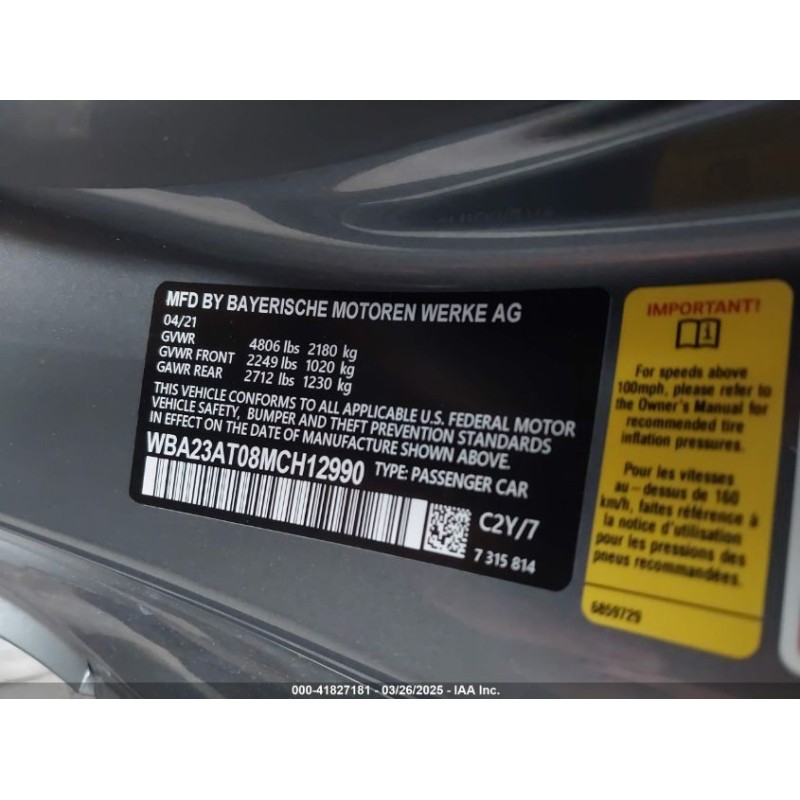 MFD BY BAYERISCHE MOTOREN WERKE AG
04/21
GVWR 4806 lbs 2180 kg
GVWR FRONT 2249 lbs 1020 kg
GAWR REAR 2712 lbs 1230 kg
THIS VEHICLE CONFORMS TO ALL APPLICABLE U.S. FEDERAL MOTOR
VEHICLE SAFETY, BUMPER AND THEFT PREVENTION STANDARDS
IN EFFECT ON THE DATE OF MANUFACTURE SHOWN ABOVE.
WBA23AT08MCH12990 TYPE: PASSENGER CAR
C2Y/7
7 315 814
IMPORTANT!
For speeds above
100mph, please refer to
the Owner's Manual for
recommended tire
inflation pressures.
Pour les vitesses
au-dessus de 160
km/h, faites référence à
la notice d'utilisation
pour les pressions des
pneus recommandées.
6859729
000-41827181 - 03/26/2025 - IAA Inc.